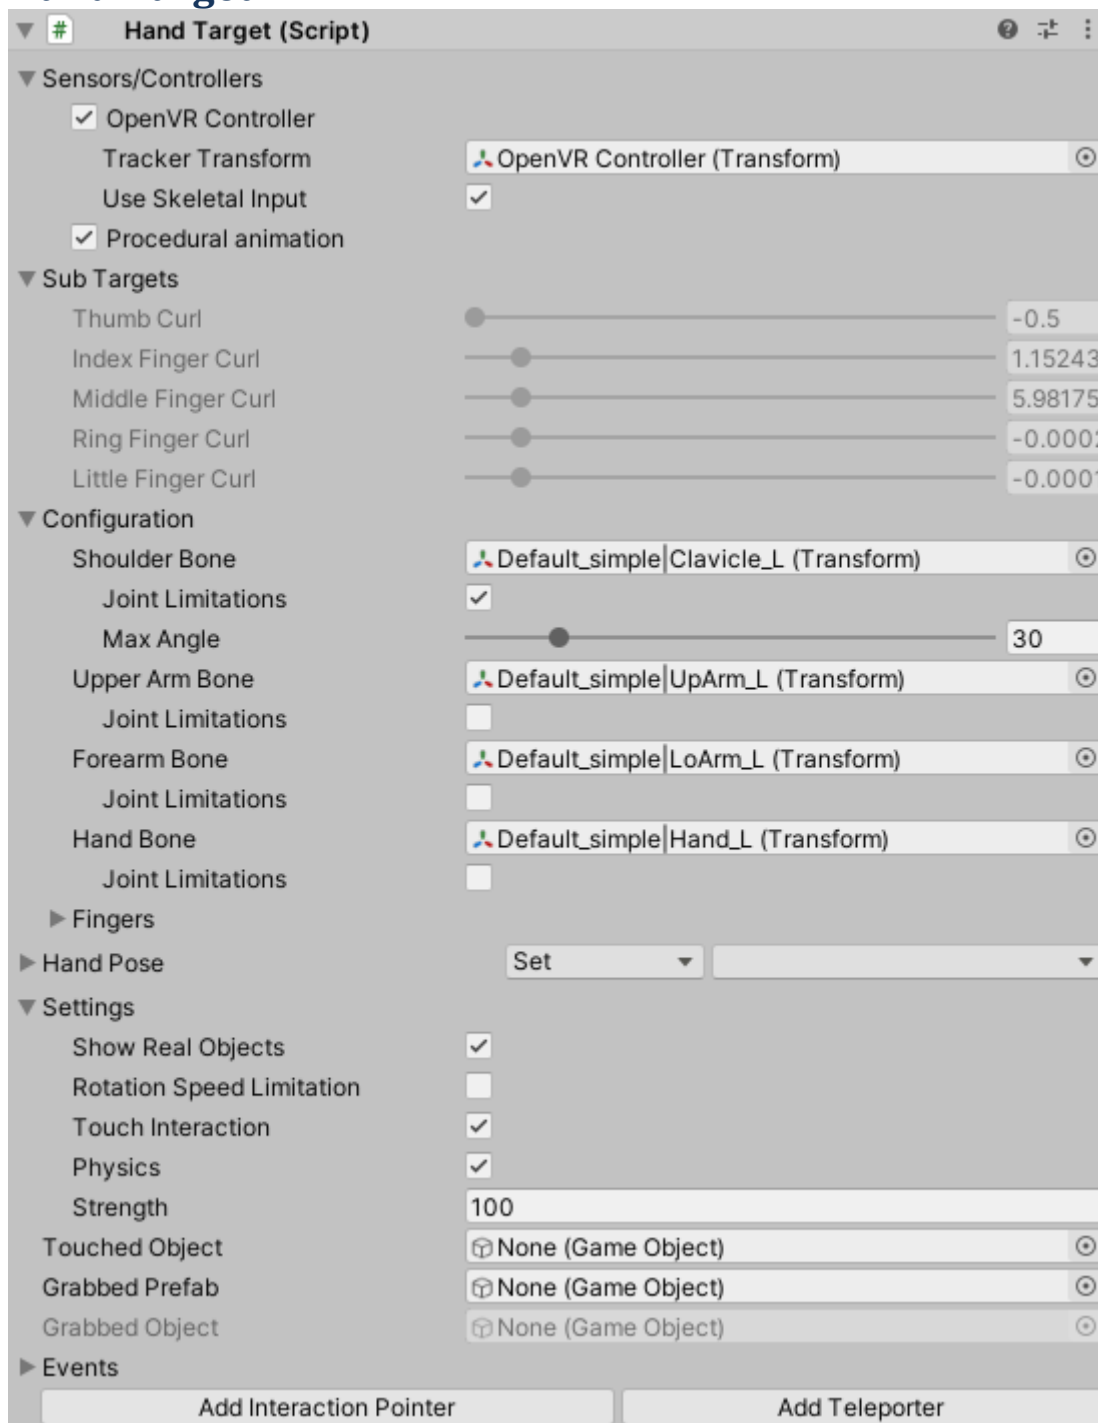 Hand Target (Script)
Sensors/Controllers
OpenVR Controller
Tracker Transform OpenVR Controller (Transform)
Use Skeletal Input
Procedural animation
Sub Targets
Thumb Curl -0.5
Index Finger Curl 1.15243
Middle Finger Curl 5.98175
Ring Finger Curl -0.000
Little Finger Curl -0.000
Configuration
Shoulder Bone Default_simple|Clavicle_L (Transform)
Joint Limitations
Max Angle 30
Upper Arm Bone Default_simple|UpArm_L (Transform)
Joint Limitations
Forearm Bone Default_simple|LoArm_L (Transform)
Joint Limitations
Hand Bone Default_simple|Hand_L (Transform)
Joint Limitations
Fingers
Hand Pose Set
Settings
Show Real Objects
Rotation Speed Limitation
Touch Interaction
Physics
Strength 100
Touched Object None (Game Object)
Grabbed Prefab None (Game Object)
Grabbed Object None (Game Object)
Events
Add Interaction Pointer Add Teleporter